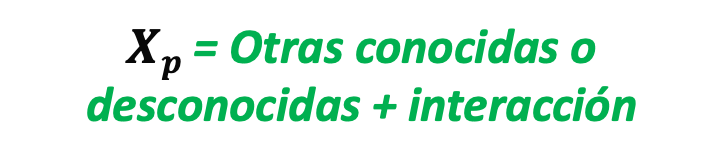 Xₚ = Otras conocidas o
desconocidas + interacción